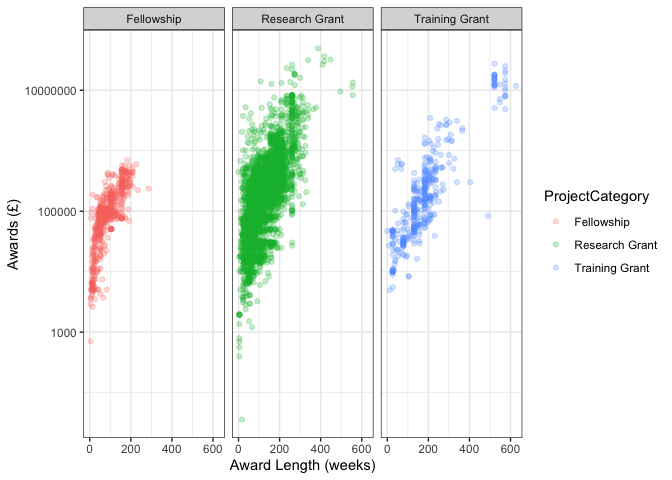 Fellowship
Research Grant
Training Grant
Awards (£)
10000000
100000
1000
0 200 400 600
0 200 400 600
0 200 400 600
Award Length (weeks)
ProjectCategory
Fellowship
Research Grant
Training Grant